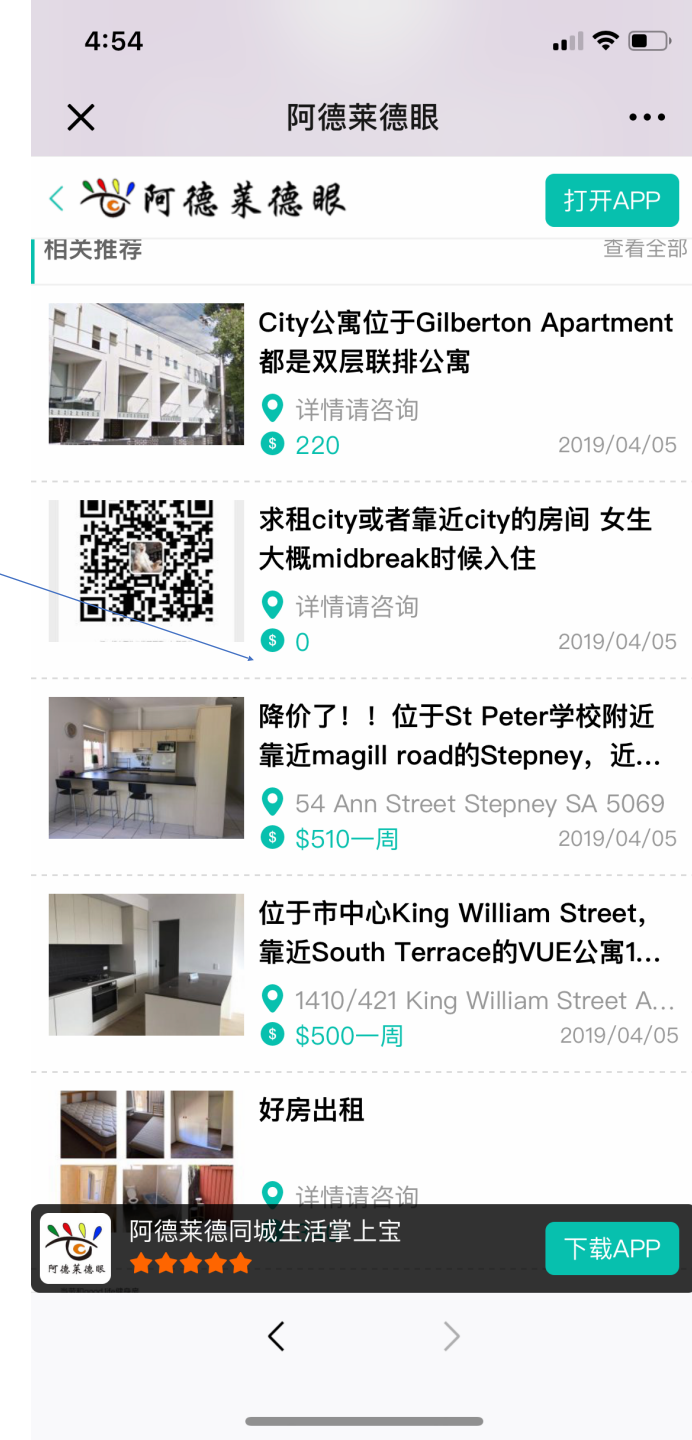 4:54
阿德莱德眼
阿德莱德眼
打开APP
相关推荐
查看全部
City公寓位于Gilberton Apartment
都是双层联排公寓
详情请咨询
$ 220
2019/04/05
求租city或者靠近city的房间 女生
大概midbreak时候入住
详情请咨询
$ 0
2019/04/05
降价了！！位于St Peter学校附近
靠近magill road的Stepney，近...
54 Ann Street Stepney SA 5069
$ $510一周
2019/04/05
位于市中心King William Street，
靠近South Terrace的VUE公寓1...
1410/421 King William Street A...
$ $500一周
2019/04/05
好房出租
详情请咨询
阿德莱德同城生活掌上宝
阿德莱德眼
下载APP